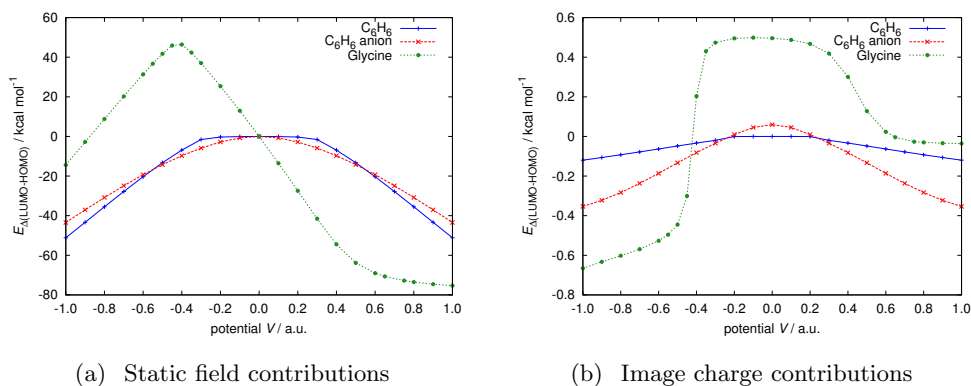 60
40
20
0
-20
-40
-60
-80
E Δ(LUMO-HOMO) / kcal mol⁻¹
C₆H₆
C₆H₆ anion
Glycine
-1.0 -0.8 -0.6 -0.4 -0.2 0.0 0.2 0.4 0.6 0.8 1.0
potential V / a.u.
(a) Static field contributions
0.6
0.4
0.2
0
-0.2
-0.4
-0.6
-0.8
E Δ(LUMO-HOMO) / kcal mol⁻¹
C₆H₆
C₆H₆ anion
Glycine
-1.0 -0.8 -0.6 -0.4 -0.2 0.0 0.2 0.4 0.6 0.8 1.0
potential V / a.u.
(b) Image charge contributions